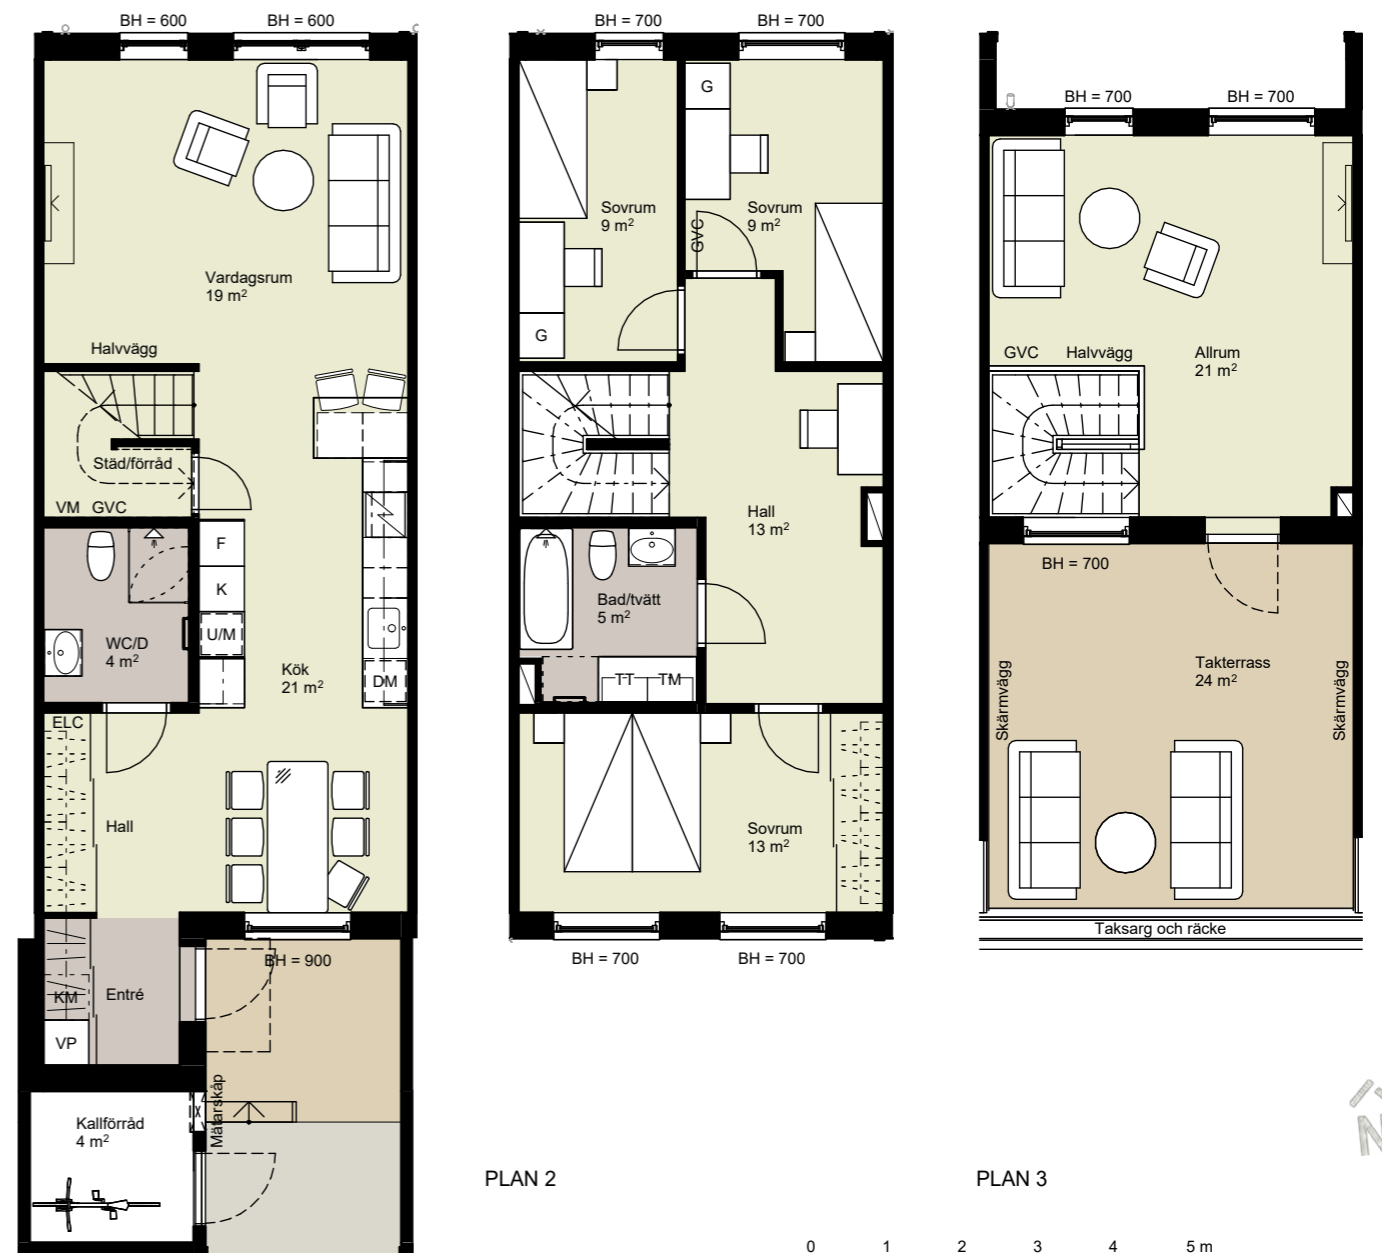 BH = 600
BH = 600
Vardagsrum
19 m²
Halvvägg
Städ/förråd
VM GVC
F
K
U/M
WC/D
4 m²
Kök
21 m²
DM
ELC
Hall
BH = 900
KM
Entré
VP
Mätarskåp
Kallförråd
4 m²
BH = 700
BH = 700
G
Sovrum
9 m²
GVC
Sovrum
9 m²
G
Hall
13 m²
Bad/tvätt
5 m²
TT TM
Sovrum
13 m²
BH = 700
BH = 700
PLAN 2
BH = 700
BH = 700
GVC
Halvvägg
Allrum
21 m²
BH = 700
Skärmvägg
Takterrass
24 m²
Skärmvägg
Taksarg och räcke
PLAN 3
N
0 1 2 3 4 5 m